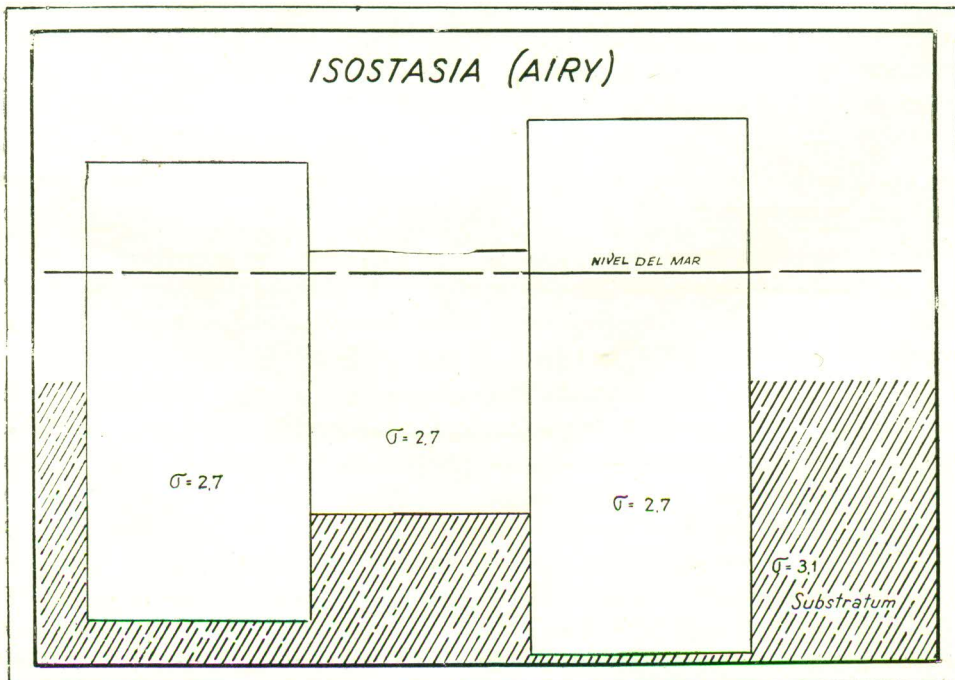 ISOSTASIA (AIRY)
NIVEL DEL MAR
σ= 2,7
σ= 2,7
σ= 2,7
σ= 3,1
Substratum